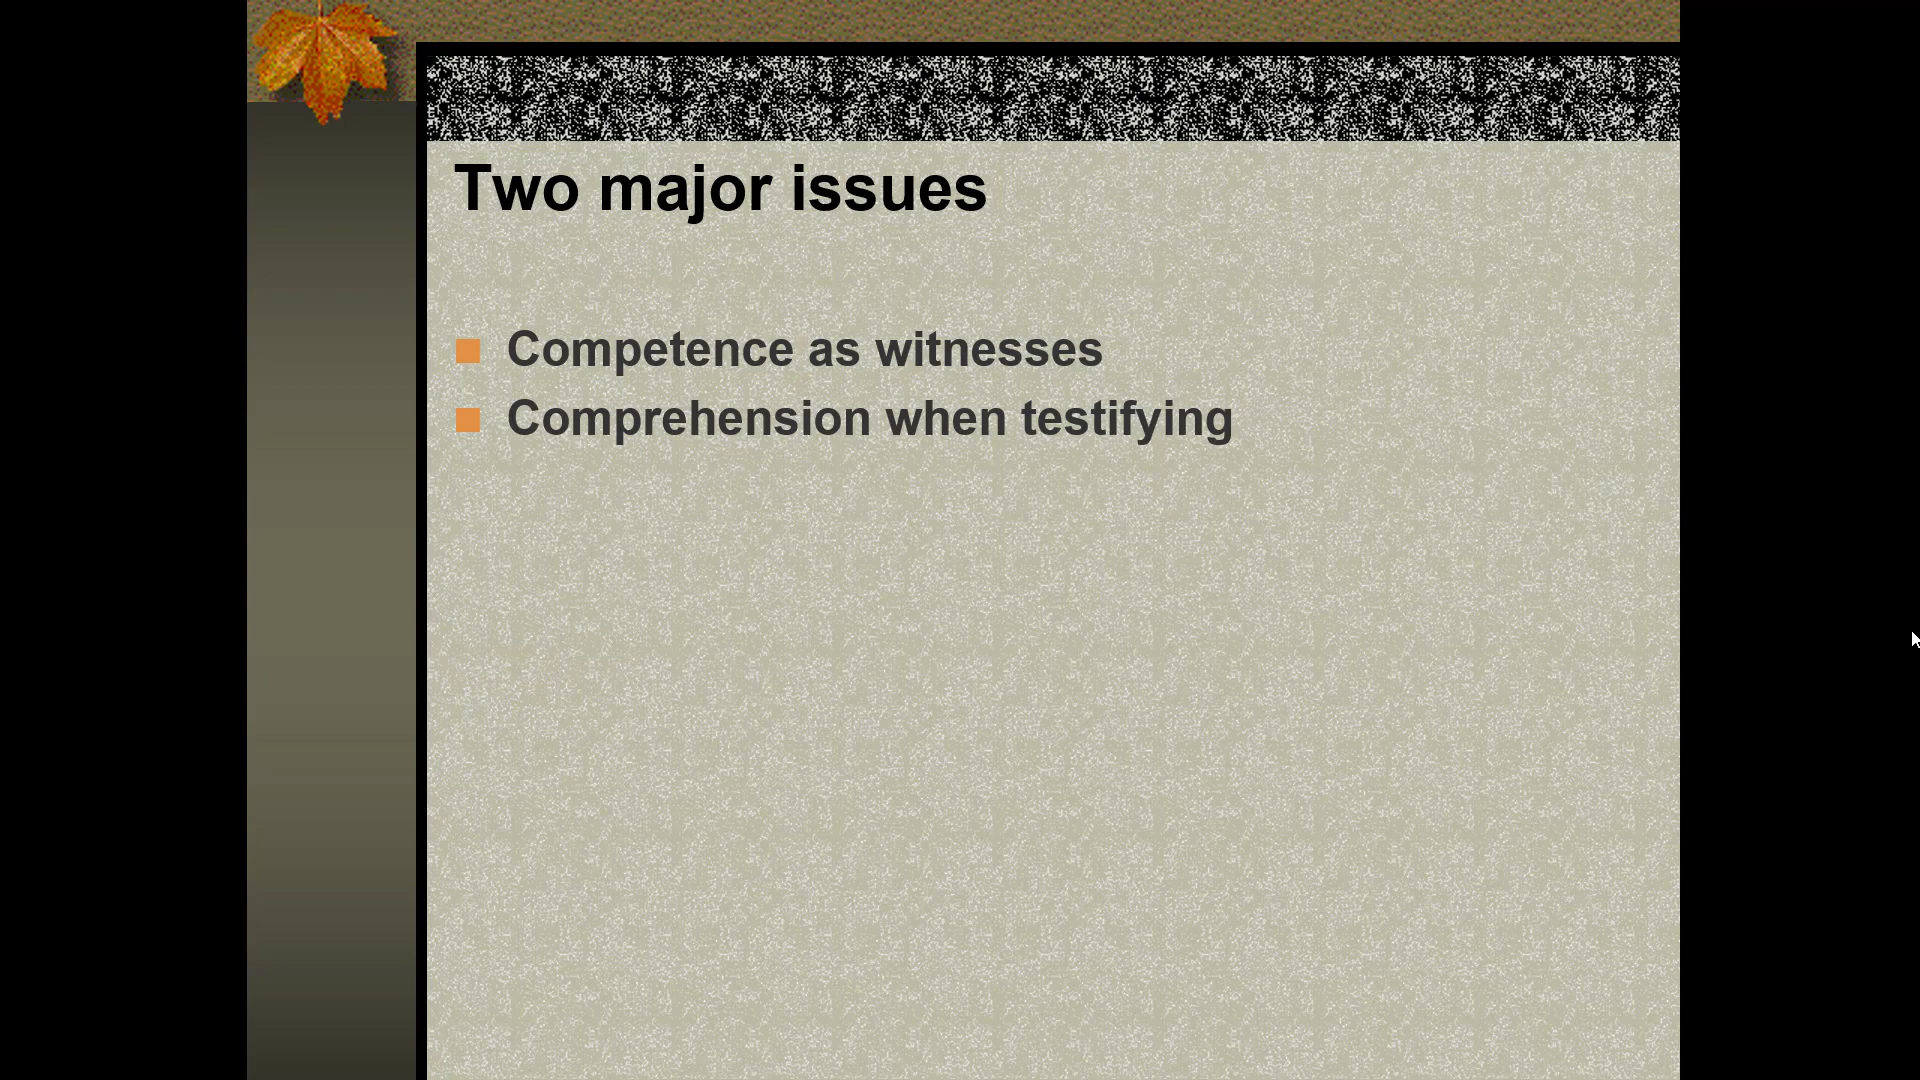 Two major issues
Competence as witnesses
Comprehension when testifying